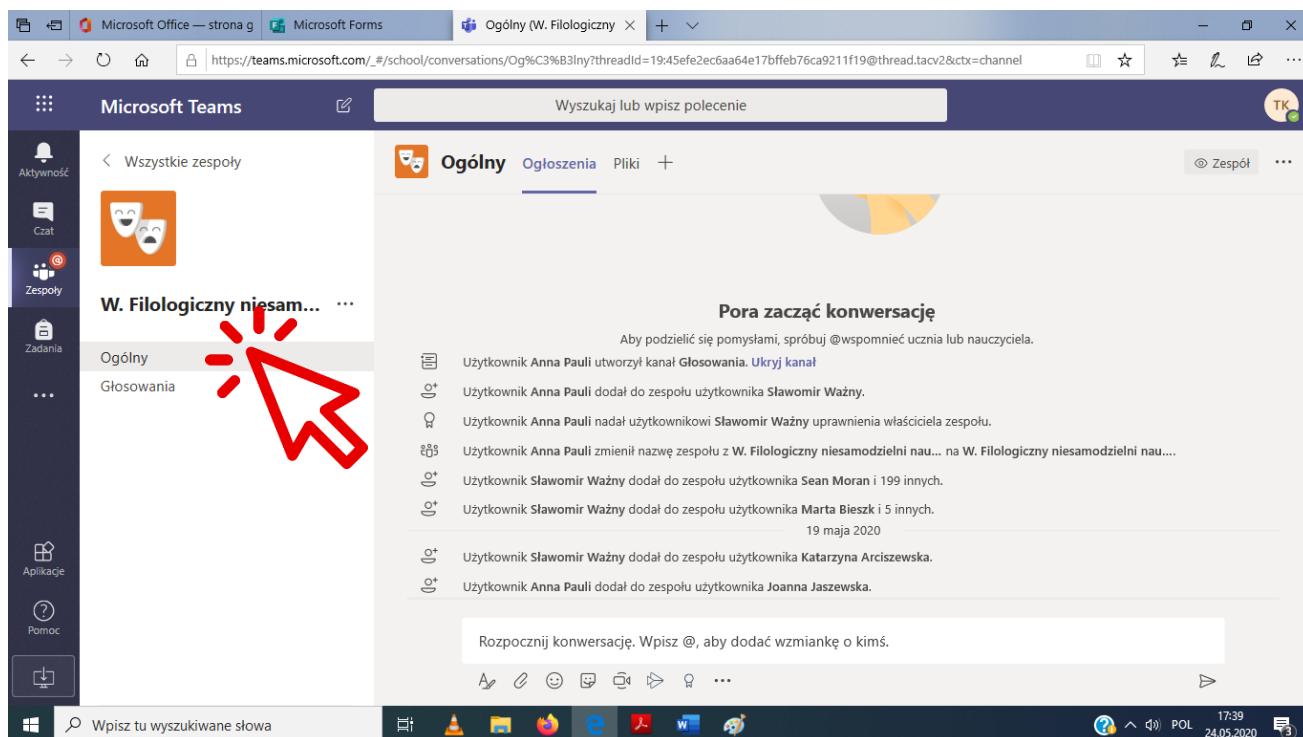 Microsoft Office — strona g
Microsoft Forms
Ogólny (W. Filologiczny
https://teams.microsoft.com/_#/school/conversations/Og%C3%B3lny?threadId=19:45efe2ec6aa64e17bffeb76ca9211f19@thread.tacv2&ctx=channel
Microsoft Teams
Wyszukaj lub wpisz polecenie
TK
Aktywność
Czat
Zespoły
Zadania
Aplikacje
Pomoc
Wszystkie zespoły
W. Filologiczny niesam... ...
Ogólny
Głosowania
Ogólny Ogłoszenia Pliki +
Zespół ...
Pora zacząć konwersację
Aby podzielić się pomysłami, spróbuj @wspomnieć ucznia lub nauczyciela.
Użytkownik Anna Pauli utworzył kanał Głosowania. Ukryj kanał
Użytkownik Anna Pauli dodał do zespołu użytkownika Sławomir Ważny.
Użytkownik Anna Pauli nadał użytkownikowi Sławomir Ważny uprawnienia właściciela zespołu.
Użytkownik Anna Pauli zmienił nazwę zespołu z W. Filologiczny niesamodzielni nau... na W. Filologiczny niesamodzielni nau....
Użytkownik Sławomir Ważny dodał do zespołu użytkownika Sean Moran i 199 innych.
Użytkownik Sławomir Ważny dodał do zespołu użytkownika Marta Bieszk i 5 innych.
19 maja 2020
Użytkownik Sławomir Ważny dodał do zespołu użytkownika Katarzyna Arciszewska.
Użytkownik Anna Pauli dodał do zespołu użytkownika Joanna Jaszewska.
Rozpocznij konwersację. Wpisz @, aby dodać wzmiankę o kimś.
Wpisz tu wyszukiwane słowa
POL
17:39
24.05.2020
3